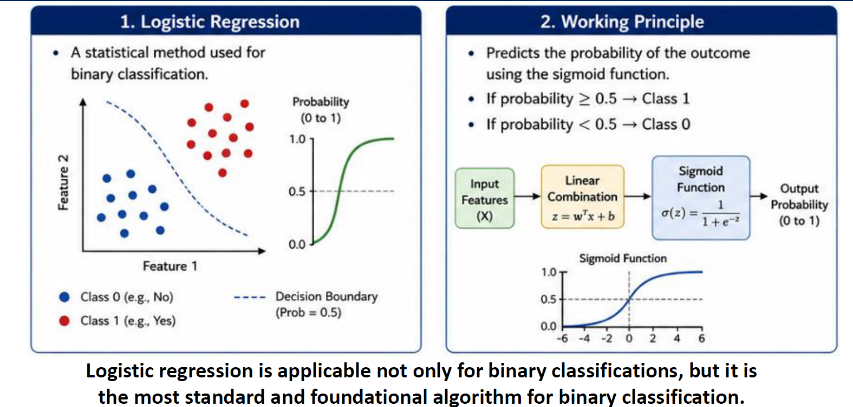 1. Logistic Regression
• A statistical method used for
binary classification.
Feature 2
Feature 1
Probability
(0 to 1)
1.0
0.5
0.0
Class 0 (e.g., No)
Class 1 (e.g., Yes)
Decision Boundary
(Prob = 0.5)
2. Working Principle
• Predicts the probability of the outcome
using the sigmoid function.
• If probability ≥ 0.5 → Class 1
• If probability < 0.5 → Class 0
Input
Features
(X)
Linear
Combination
z = wᵀx + b
Sigmoid
Function
σ(z) = 1 / 1 + e⁻ᶻ
Output
Probability
(0 to 1)
Sigmoid Function
1.0
0.5
0.0
-6 -4 -2 0 2 4 6
Logistic regression is applicable not only for binary classifications, but it is
the most standard and foundational algorithm for binary classification.